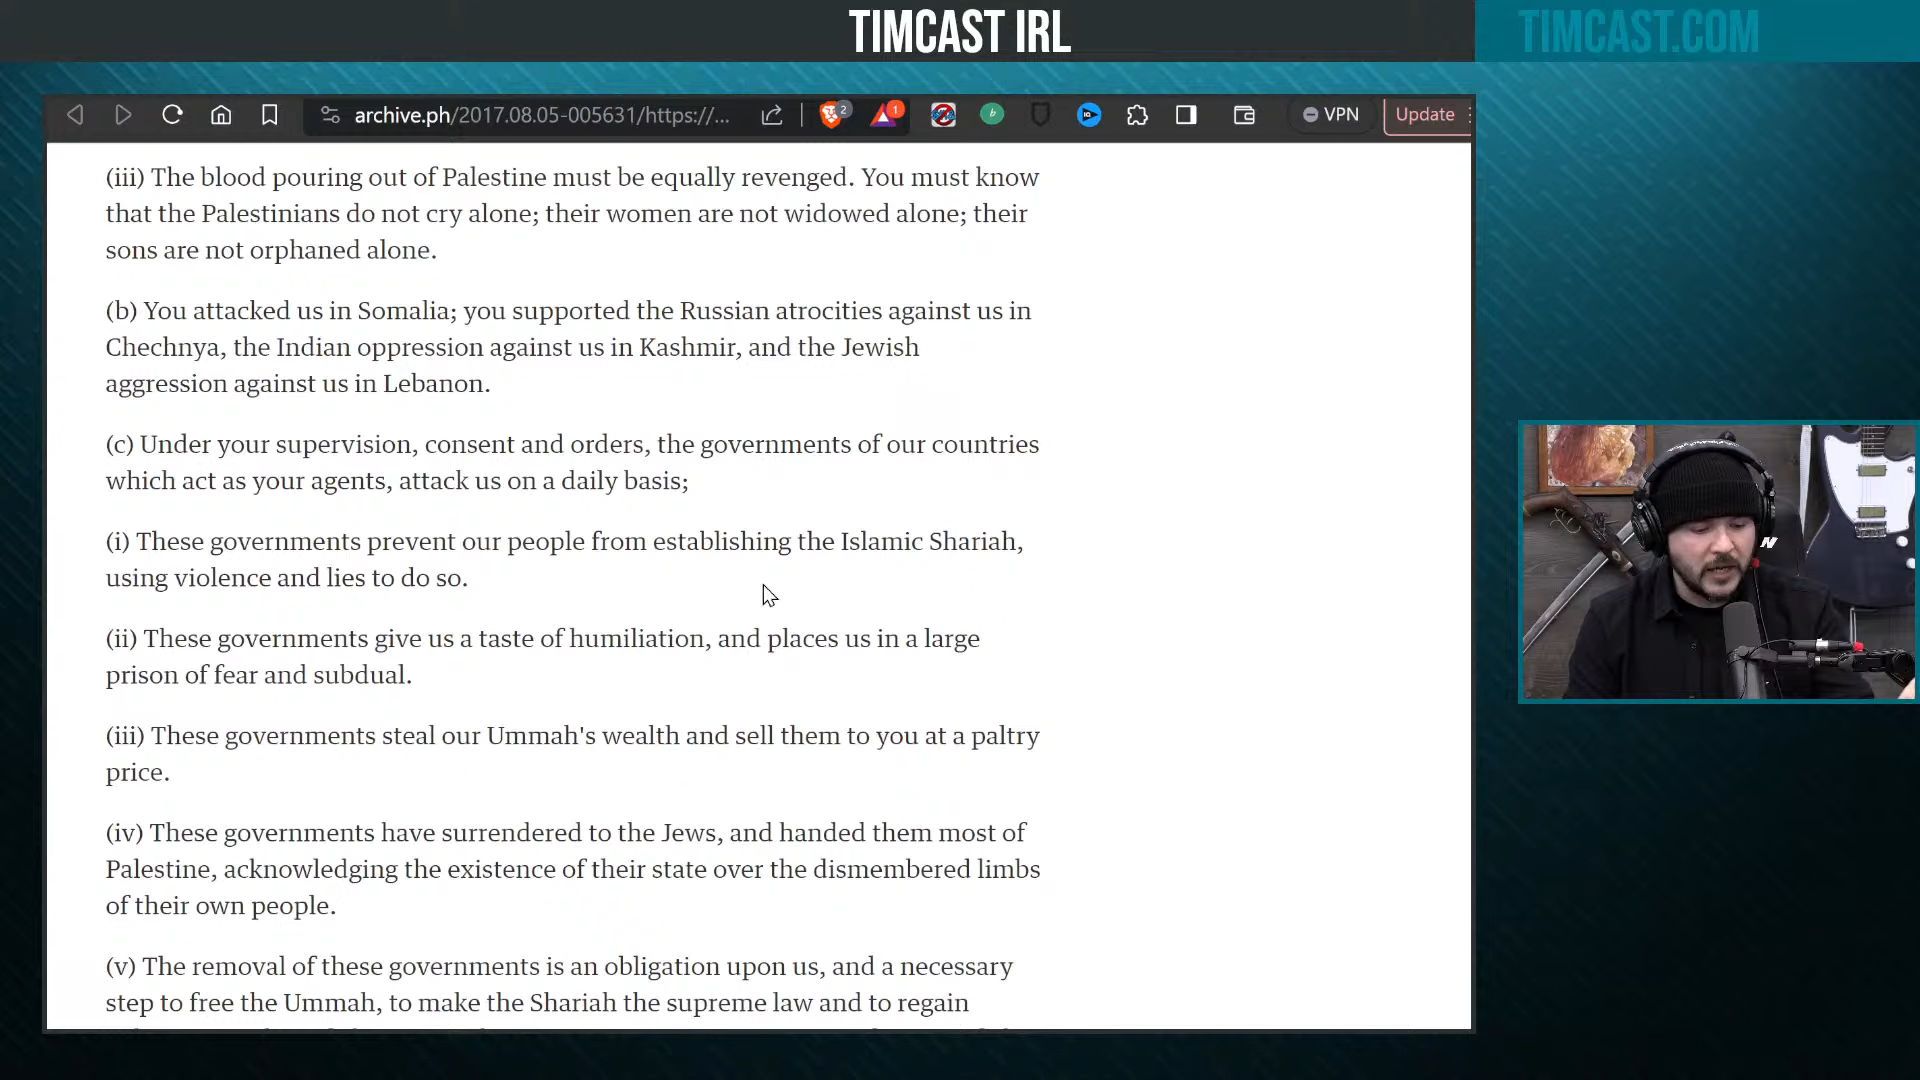 TIMCAST IRL
TIMCAST.COM
archive.ph/2017.08.05-005631/https://...
2
1
b
VPN
Update
(iii) The blood pouring out of Palestine must be equally revenged. You must know
that the Palestinians do not cry alone; their women are not widowed alone; their
sons are not orphaned alone.
(b) You attacked us in Somalia; you supported the Russian atrocities against us in
Chechnya, the Indian oppression against us in Kashmir, and the Jewish
aggression against us in Lebanon.
(c) Under your supervision, consent and orders, the governments of our countries
which act as your agents, attack us on a daily basis;
(i) These governments prevent our people from establishing the Islamic Shariah,
using violence and lies to do so.
(ii) These governments give us a taste of humiliation, and places us in a large
prison of fear and subdual.
(iii) These governments steal our Ummah's wealth and sell them to you at a paltry
price.
(iv) These governments have surrendered to the Jews, and handed them most of
Palestine, acknowledging the existence of their state over the dismembered limbs
of their own people.
(v) The removal of these governments is an obligation upon us, and a necessary
step to free the Ummah, to make the Shariah the supreme law and to regain